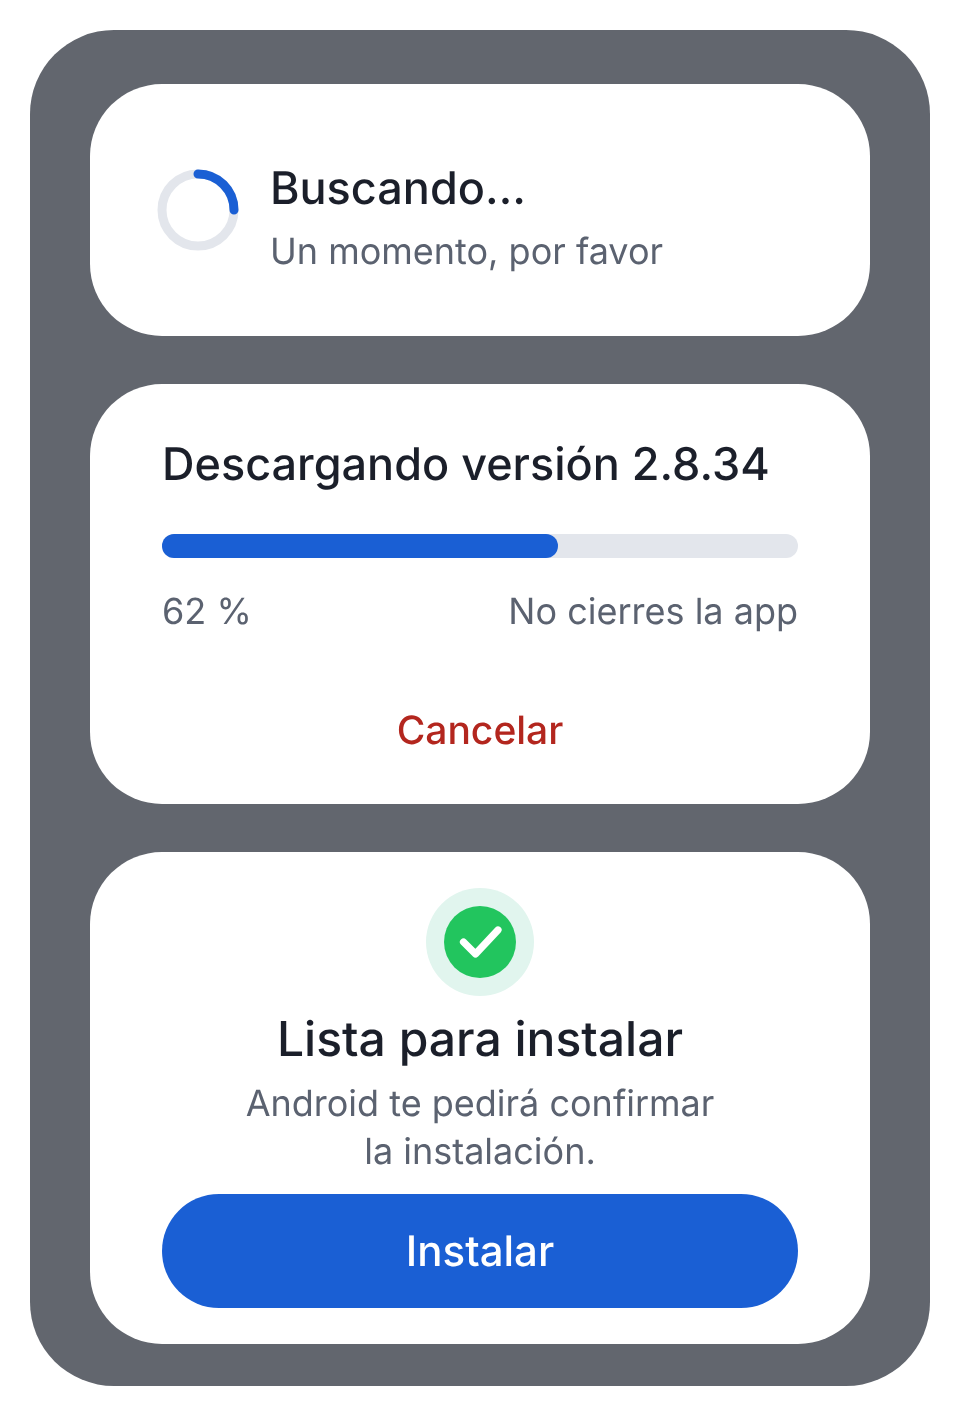 Buscando...
Un momento, por favor
Descargando versión 2.8.34
62 %
No cierres la app
Cancelar
Lista para instalar
Android te pedirá confirmar
la instalación.
Instalar